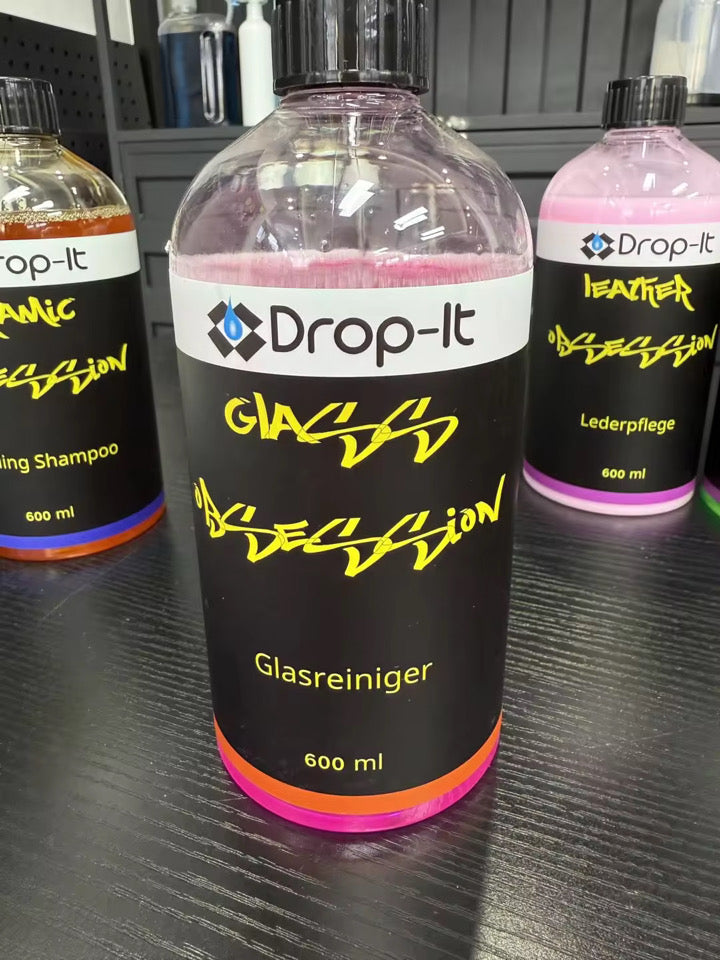 Drop-It
GlASS
oBSESSioN
Glasreiniger
600 ml
rop-It
AMiC
ESSioN
ing Shampoo
600 ml
Drop-It
lEATHER
oBSESSioN
Lederpflege
600 ml